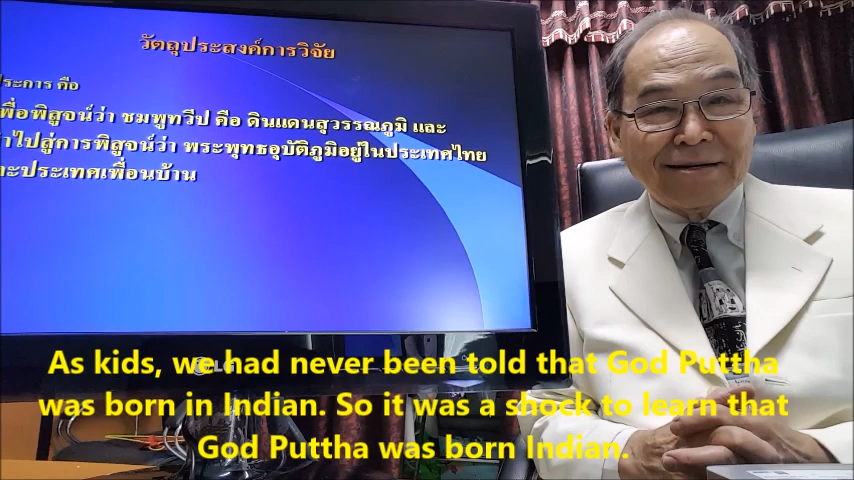 วัตถุประสงค์การวิจัย
ประการ คือ
เพื่อพิสูจน์ว่า ชมพูทวีป คือ ดินแดนสุวรรณภูมิ และ
นำไปสู่การพิสูจน์ว่า พระพุทธอุบัติภูมิอยู่ในประเทศไทย
และประเทศเพื่อนบ้าน
LG
As kids, we had never been told that God Puttha
was born in Indian. So it was a shock to learn that
God Puttha was born Indian.